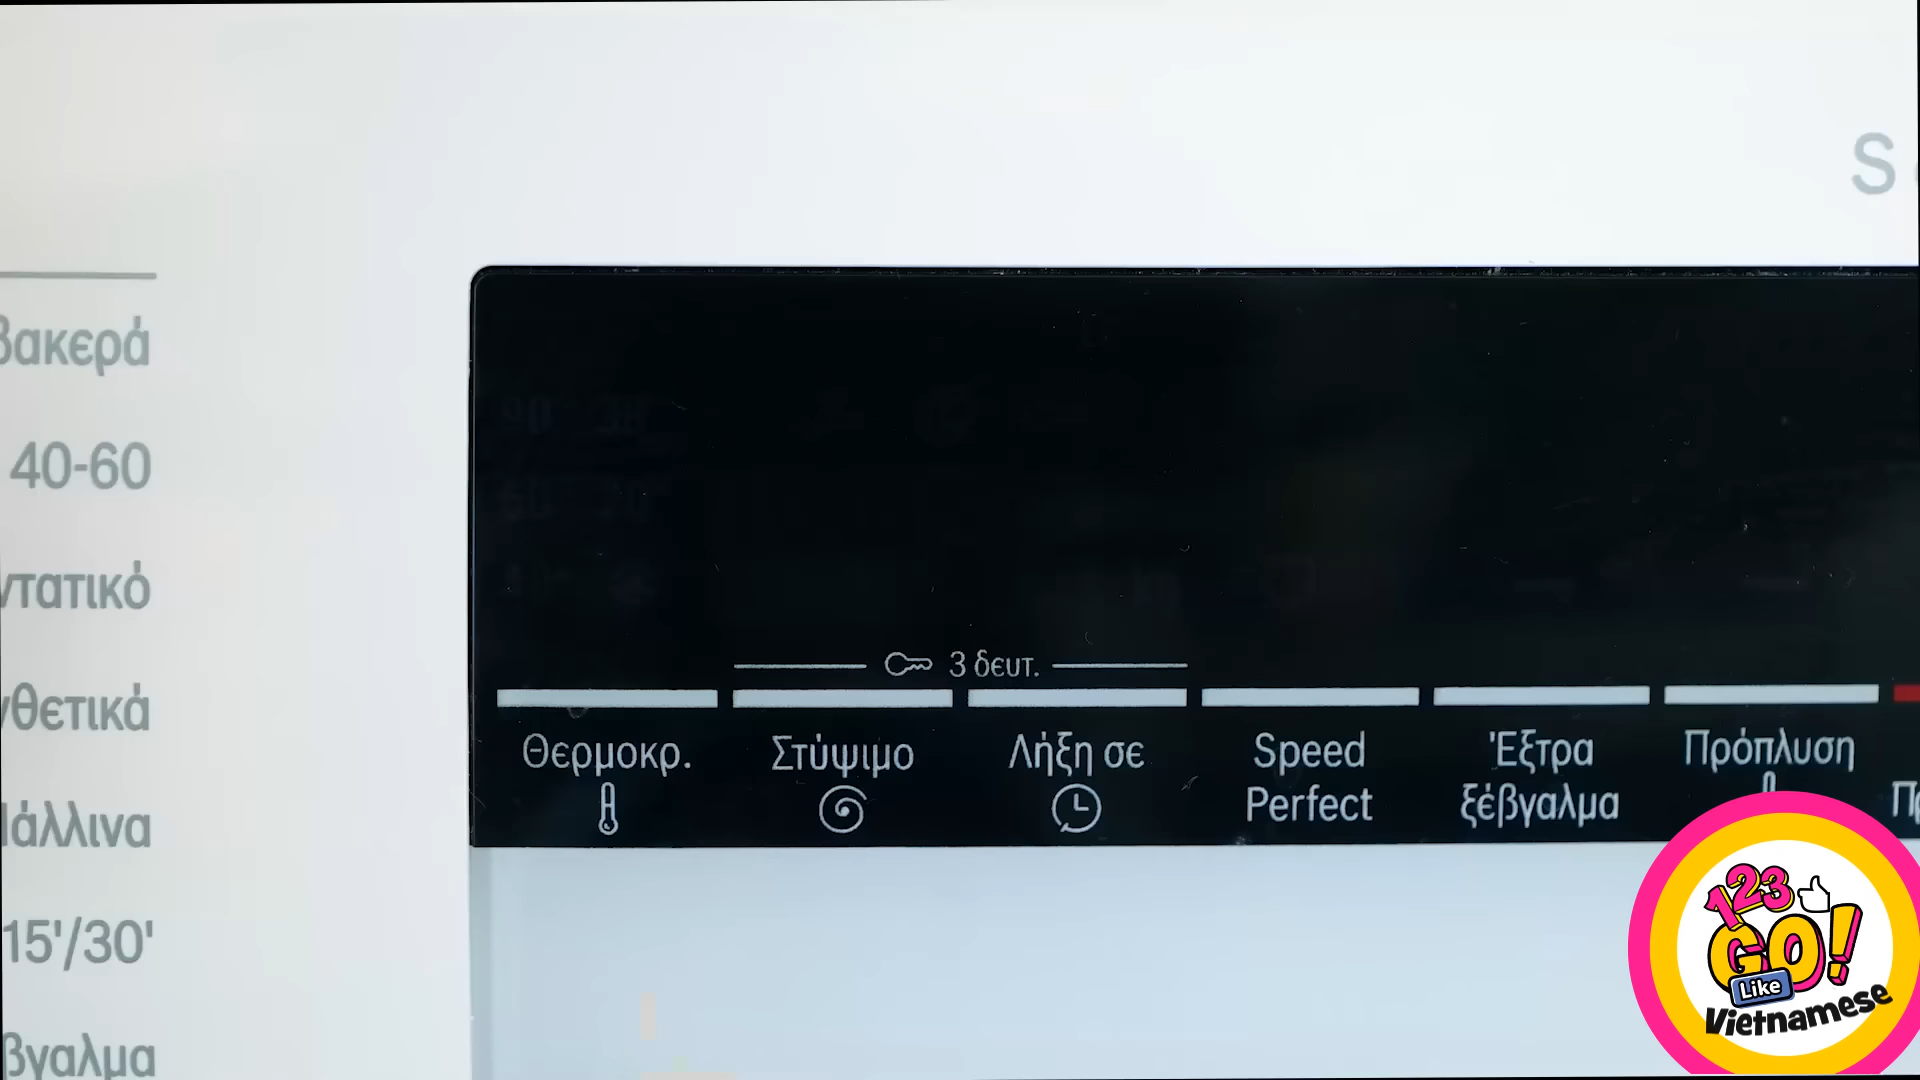 S
βακερά
40-60
ντατικό
νθετικά
Μάλλινα
15'/30'
βγαλμα
3 δευτ.
Θερμοκρ.
Στύψιμο
Λήξη σε
Speed
Perfect
Έξτρα
ξέβγαλμα
Πρόπλυση
Πρ
123
GO!
Like
Vietnamese